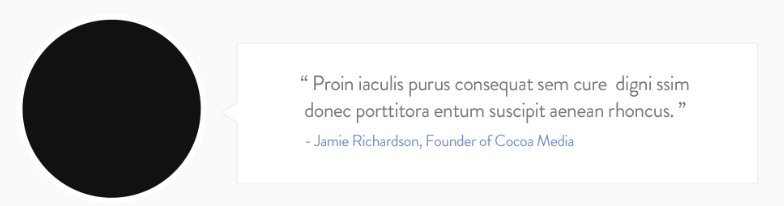 “ Proin iaculis purus consequat sem cure digni ssim
donec porttitora entum suscipit aenean rhoncus. ”
- Jamie Richardson, Founder of Cocoa Media